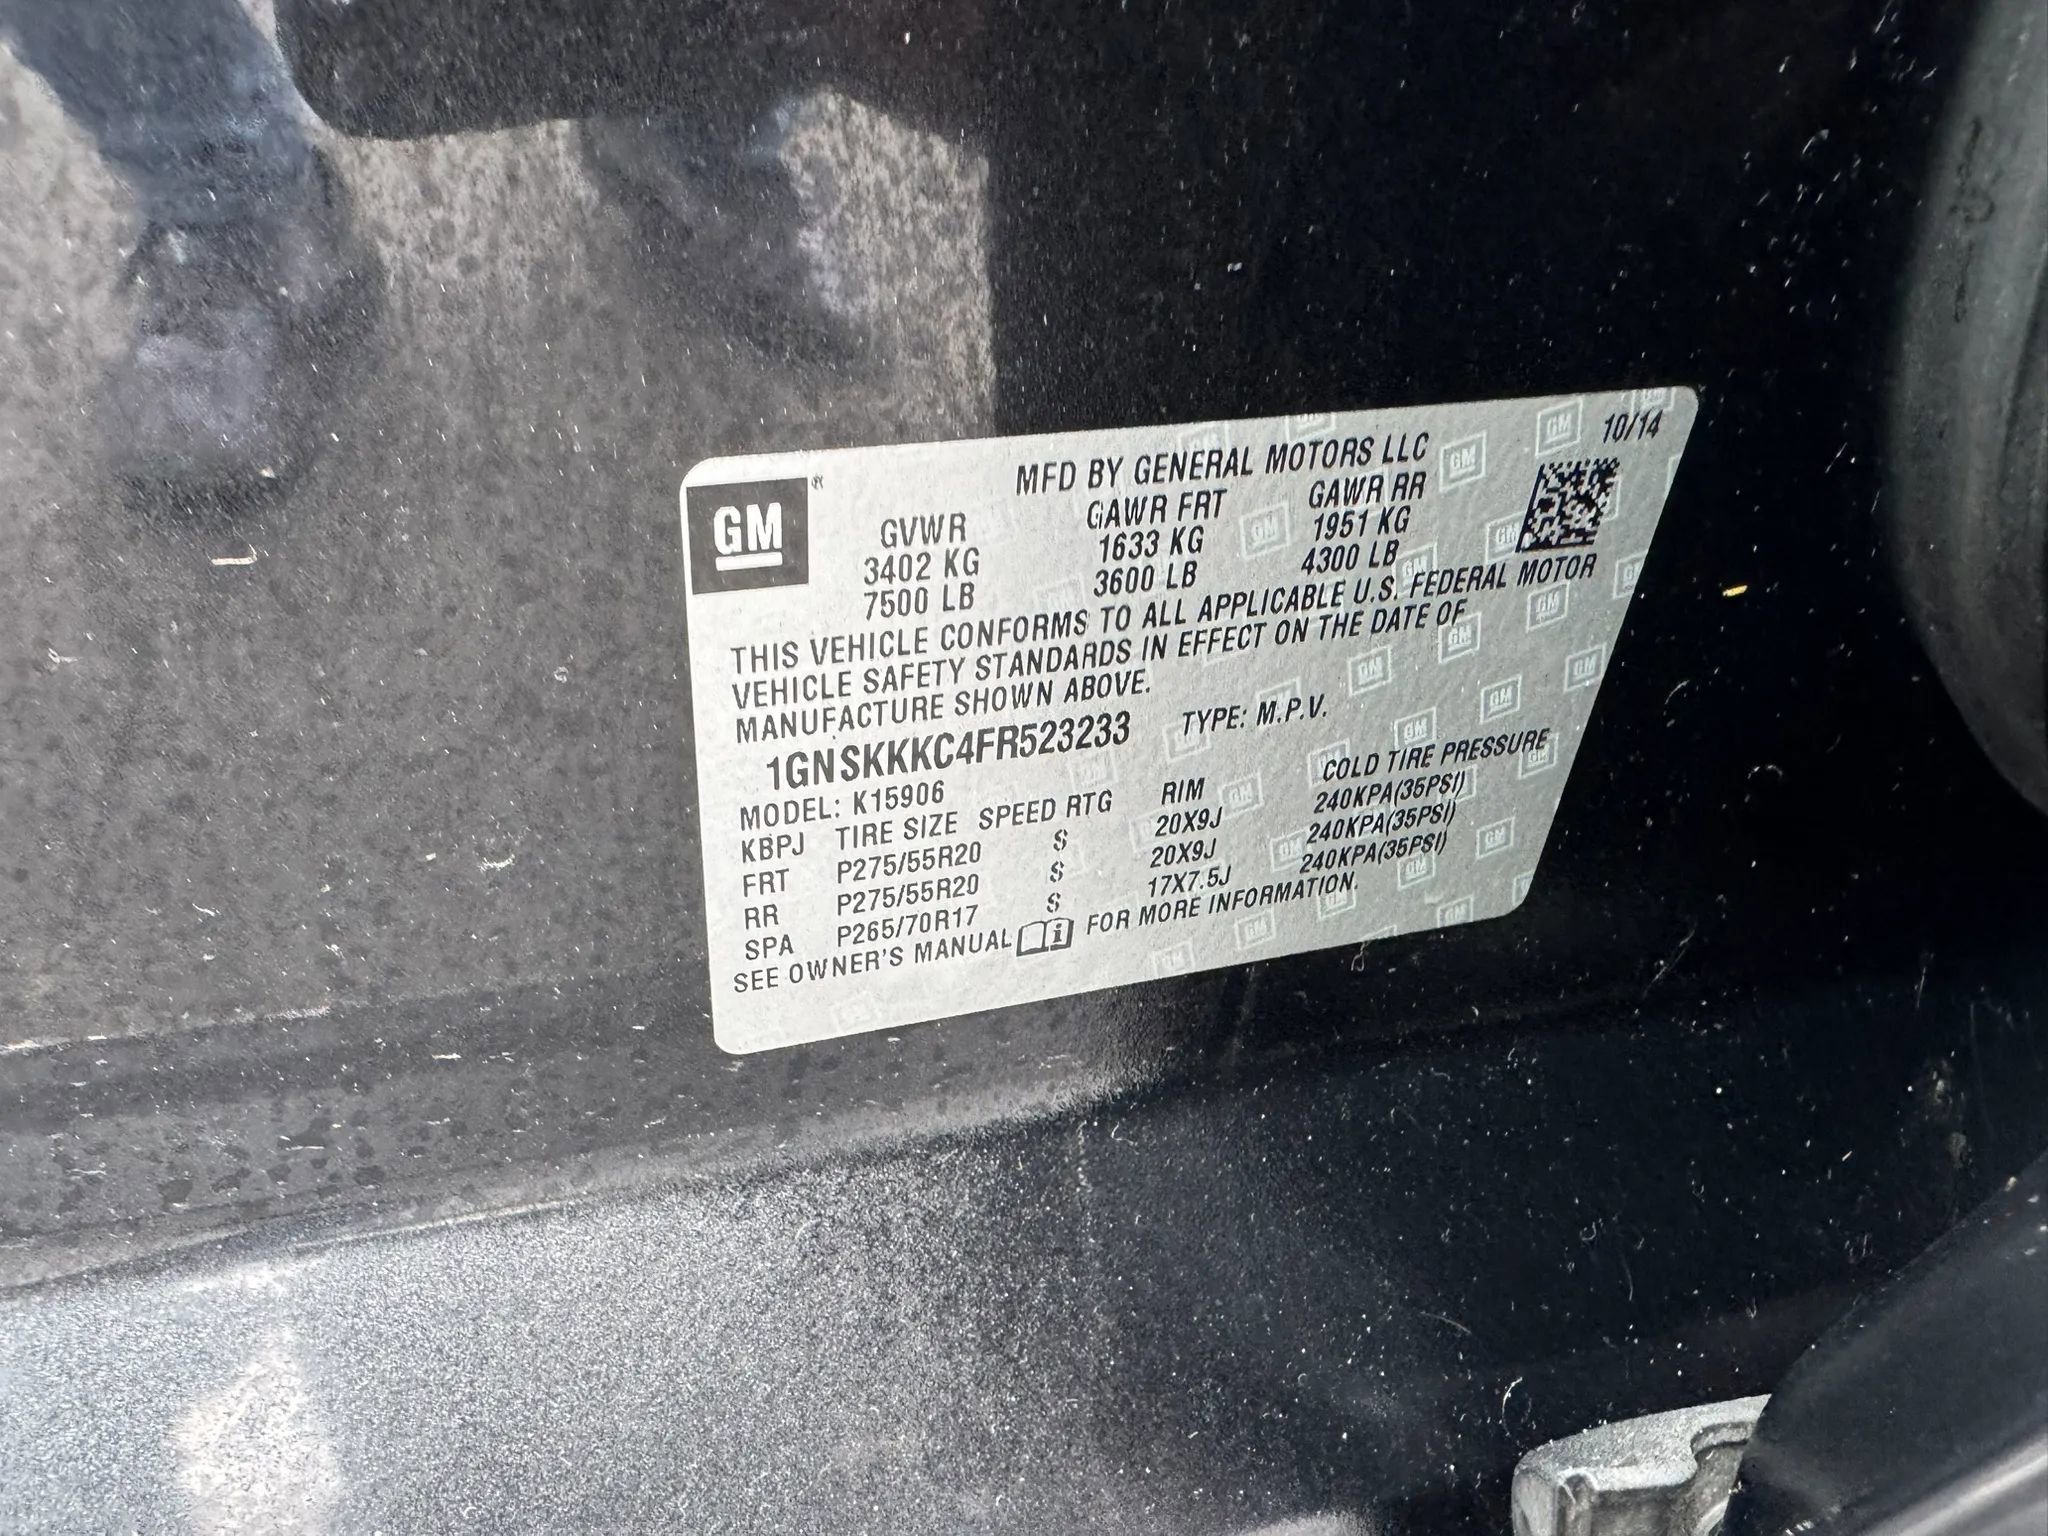 GM®
MFD BY GENERAL MOTORS LLC 10/14
GVWR GAWR FRT GAWR RR
3402 KG 1633 KG 1951 KG
7500 LB 3600 LB 4300 LB
THIS VEHICLE CONFORMS TO ALL APPLICABLE U.S. FEDERAL MOTOR
VEHICLE SAFETY STANDARDS IN EFFECT ON THE DATE OF
MANUFACTURE SHOWN ABOVE.
1GNSKKKC4FR523233 TYPE: M.P.V.
MODEL: K15906
KBPJ TIRE SIZE SPEED RTG RIM COLD TIRE PRESSURE
FRT P275/55R20 S 20X9J 240KPA(35PSI)
RR P275/55R20 S 20X9J 240KPA(35PSI)
SPA P265/70R17 S 17X7.5J 240KPA(35PSI)
SEE OWNER'S MANUAL FOR MORE INFORMATION.